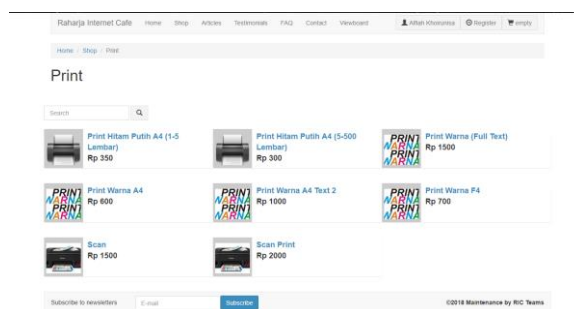 Raharja Internet Cafe Home Shop Articles Testimonials FAQ Contact Viewboard Alfiah Khoirunisa Register empty
Home / Shop / Print
Print
Search
Print Hitam Putih A4 (1-5
Lembar)
Rp 350
Print Hitam Putih A4 (5-500
Lembar)
Rp 300
PRINT
WARNA
PRINT
WARNA
Print Warna (Full Text)
Rp 1500
PRINT
WARNA
PRINT
WARNA
Print Warna A4
Rp 600
PRINT
WARNA
PRINT
WARNA
Print Warna A4 Text 2
Rp 1000
PRINT
WARNA
PRINT
WARNA
Print Warna F4
Rp 700
Scan
Rp 1500
Scan Print
Rp 2000
Subscribe to newsletters E-mail Subscribe ©2018 Maintenance by RIC Teams